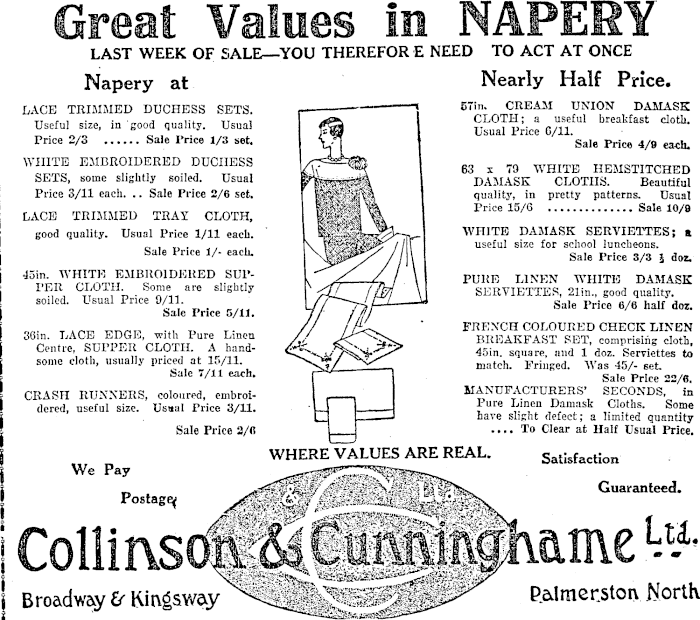 Great Values in NAPERY
LAST WEEK OF SALE—YOU THEREFORE NEED TO ACT AT ONCE
Napery at
LACE TRIMMED DUCHESS SETS.
Useful size, in good quality. Usual
Price 2/3 ...... Sale Price 1/3 set.
WHITE EMBROIDERED DUCHESS
SETS, some slightly soiled. Usual
Price 3/11 each. .. Sale Price 2/6 set.
LACE TRIMMED TRAY CLOTH,
good quality. Usual Price 1/11 each.
Sale Price 1/- each.
45in. WHITE EMBROIDERED SUP-
PER CLOTH. Some are slightly
soiled. Usual Price 9/11.
Sale Price 5/11.
36in. LACE EDGE, with Pure Linen
Centre, SUPPER CLOTH. A hand-
some cloth, usually priced at 15/11.
Sale 7/11 each.
CRASH RUNNERS, coloured, embroi-
dered, useful size. Usual Price 3/11.
Sale Price 2/6
Nearly Half Price.
57in. CREAM UNION DAMASK
CLOTH; a useful breakfast cloth.
Usual Price 6/11.
Sale Price 4/9 each.
63 x 79 WHITE HEMSTITCHED
DAMASK CLOTHS. Beautiful
quality, in pretty patterns. Usual
Price 15/6 .............. Sale 10/9
WHITE DAMASK SERVIETTES; a
useful size for school luncheons.
Sale Price 3/3 ½ doz.
PURE LINEN WHITE DAMASK
SERVIETTES, 21in., good quality.
Sale Price 6/6 half doz.
FRENCH COLOURED CHECK LINEN
BREAKFAST SET, comprising cloth,
45in. square, and 1 doz. Serviettes to
match. Fringed. Was 45/- set.
Sale Price 22/6.
MANUFACTURERS' SECONDS, in
Pure Linen Damask Cloths. Some
have slight defect; a limited quantity
.... To Clear at Half Usual Price.
WHERE VALUES ARE REAL.
We Pay
Postage
Satisfaction
Guaranteed.
& Ltd
Collinson & Cunninghame Ltd.
Broadway & Kingsway
Palmerston North